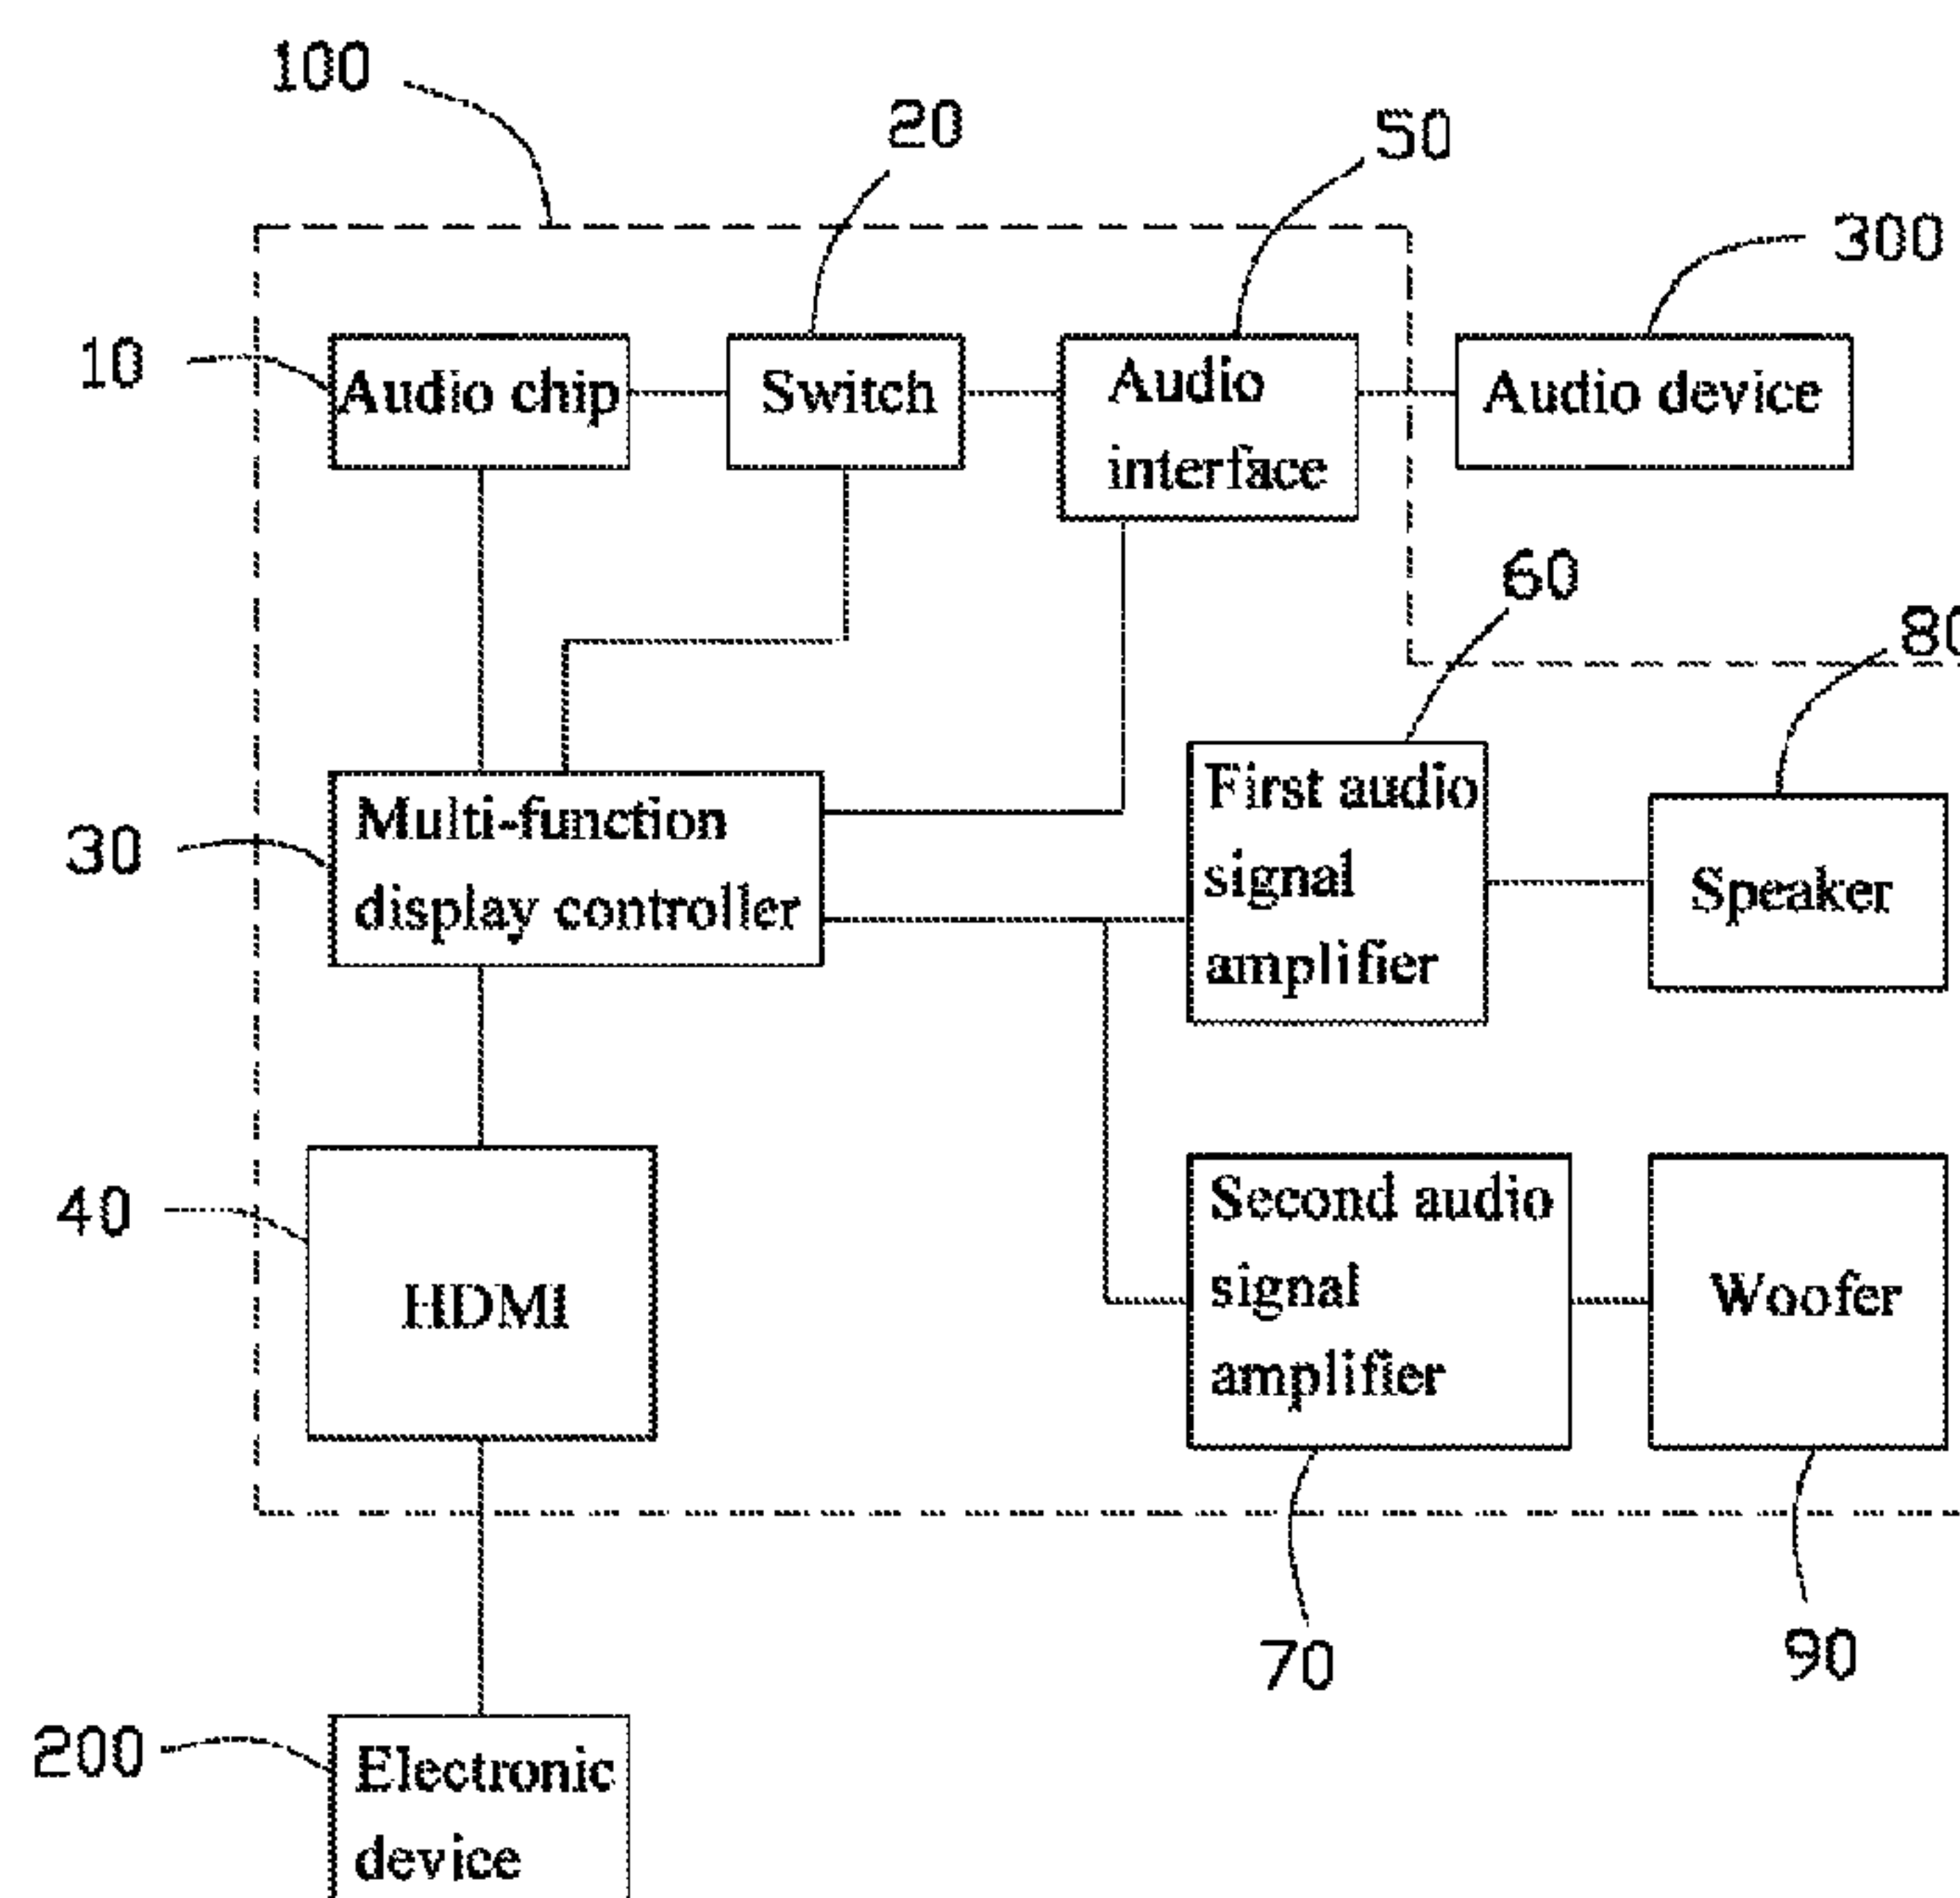 100
20
50
300
10
Audio chip
Switch
Audio
interface
Audio device
60
80
30
Multi-function
display controller
First audio
signal
amplifier
Speaker
40
HDMI
Second audio
signal
amplifier
Woofer
70
90
200
Electronic
device